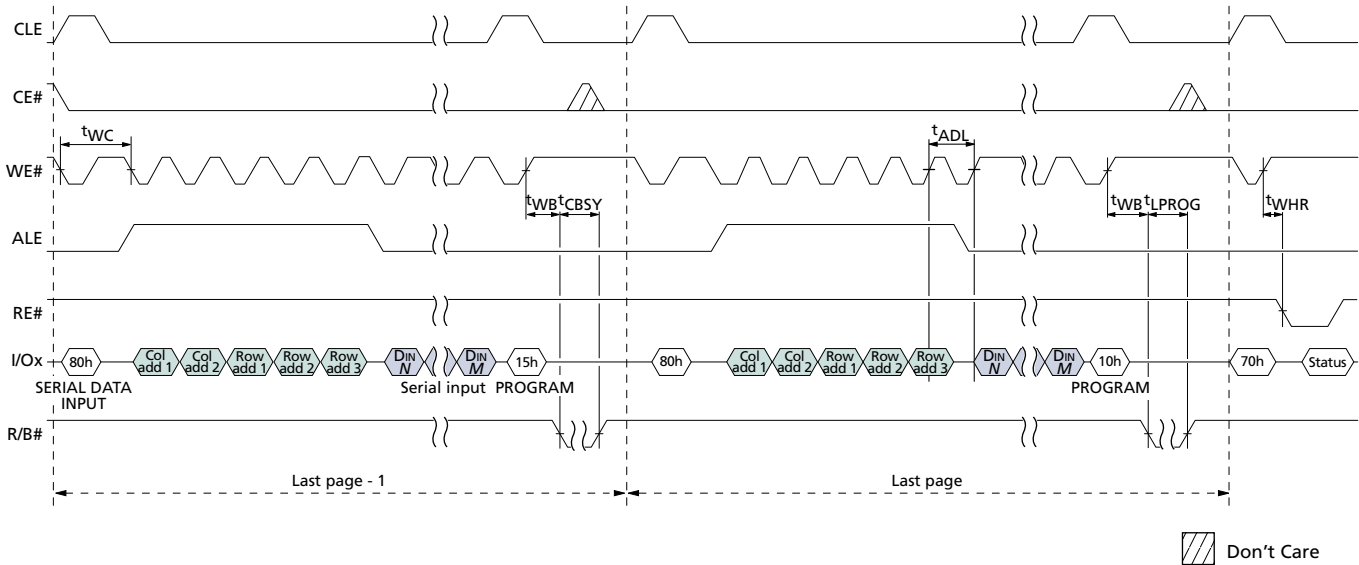 CLE
CE#
tWC
tADL
WE#
tWB tCBSY
tWB tLPROG
tWHR
ALE
RE#
I/Ox
80h
Col add 1
Col add 2
Row add 1
Row add 2
Row add 3
DIN N
DIN M
15h
80h
Col add 1
Col add 2
Row add 1
Row add 2
Row add 3
DIN N
DIN M
10h
70h
Status
SERIAL DATA
INPUT
Serial input
PROGRAM
PROGRAM
R/B#
Last page - 1
Last page
Don't Care